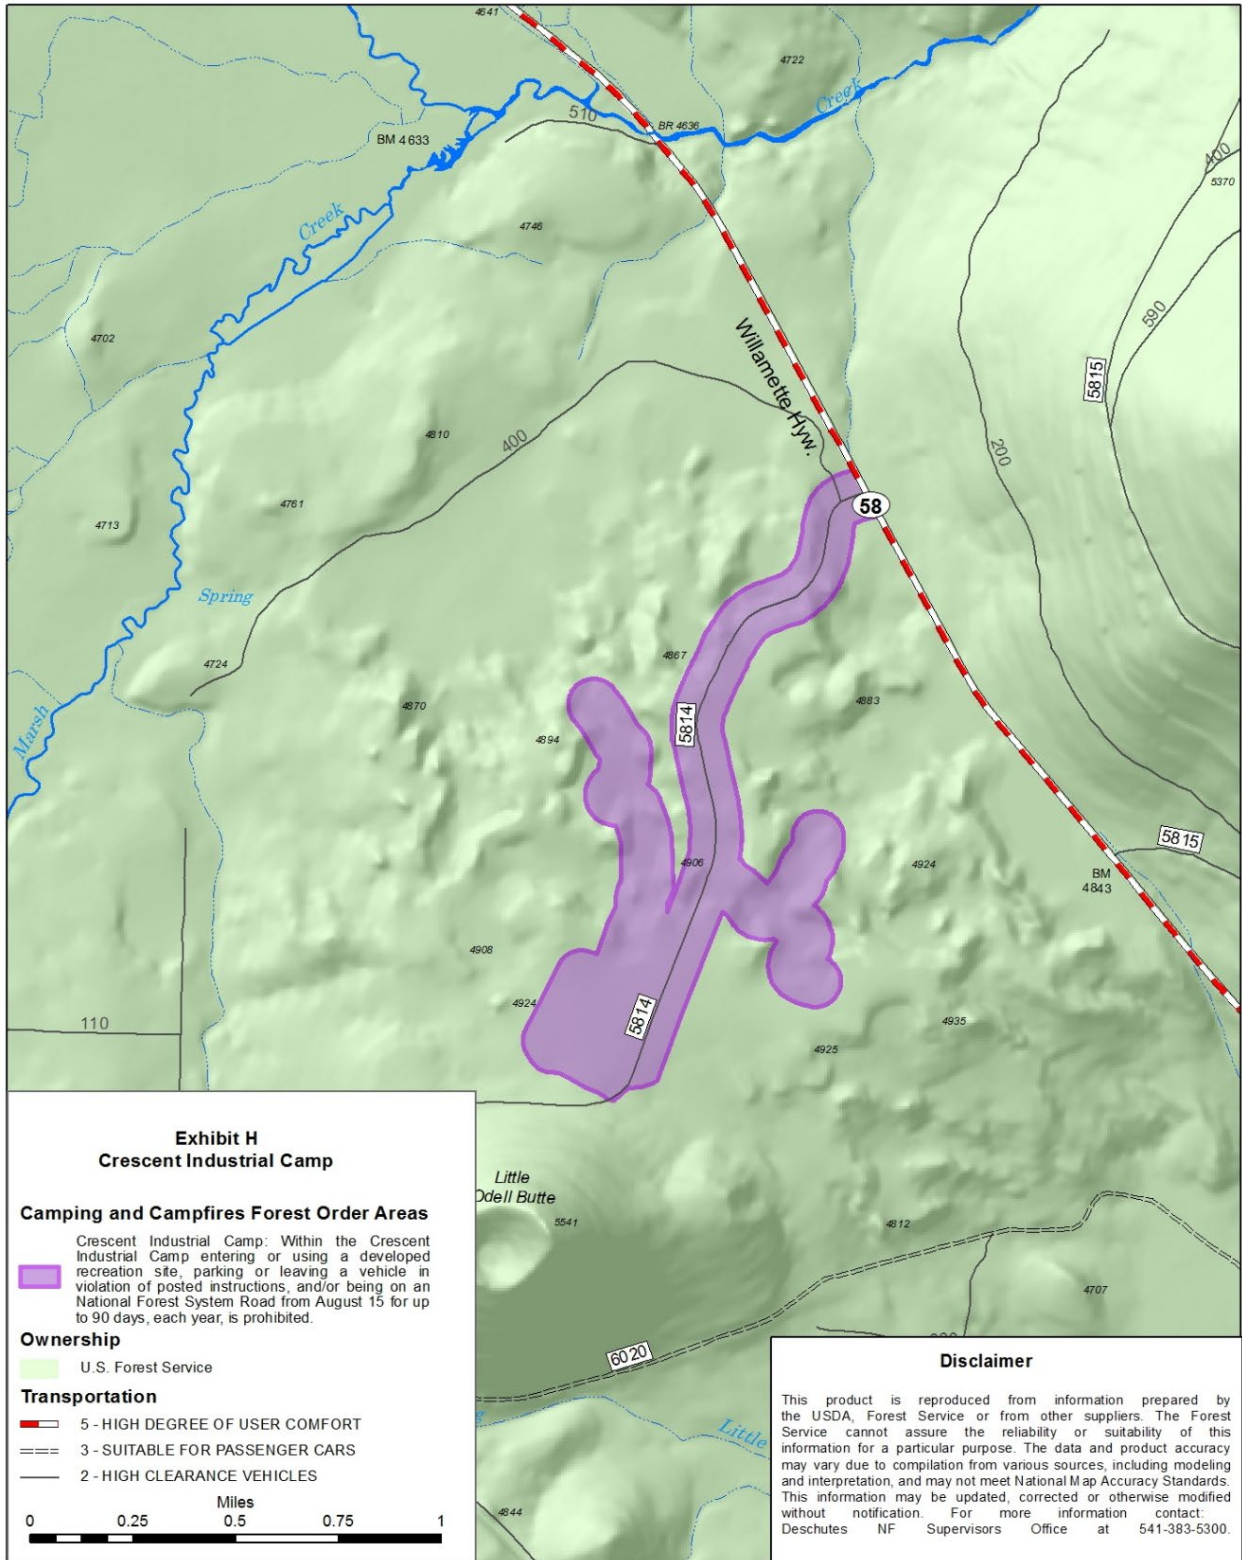 4641
4722
Creek
510
BR 4636
BM 4633
400
5370
Creek
4746
590
4702
Willamette Hyw.
5815
4810
400
200
4761
58
4713
Spring
4867
4724
4870
4883
Marsh
5814
4894
5815
4906
4924
BM
4843
4908
4924
5814
4935
110
4925
Little
Odell Butte
5541
4812
4707
6020
Little
4844
Exhibit H
Crescent Industrial Camp
Camping and Campfires Forest Order Areas
Crescent Industrial Camp: Within the Crescent
Industrial Camp entering or using a developed
recreation site, parking or leaving a vehicle in
violation of posted instructions, and/or being on an
National Forest System Road from August 15 for up
to 90 days, each year, is prohibited.
Ownership
U.S. Forest Service
Transportation
5 - HIGH DEGREE OF USER COMFORT
3 - SUITABLE FOR PASSENGER CARS
2 - HIGH CLEARANCE VEHICLES
Miles
0 0.25 0.5 0.75 1
Disclaimer
This product is reproduced from information prepared by
the USDA, Forest Service or from other suppliers. The Forest
Service cannot assure the reliability or suitability of this
information for a particular purpose. The data and product accuracy
may vary due to compilation from various sources, including modeling
and interpretation, and may not meet National Map Accuracy Standards.
This information may be updated, corrected or otherwise modified
without notification. For more information contact:
Deschutes NF Supervisors Office at 541-383-5300.